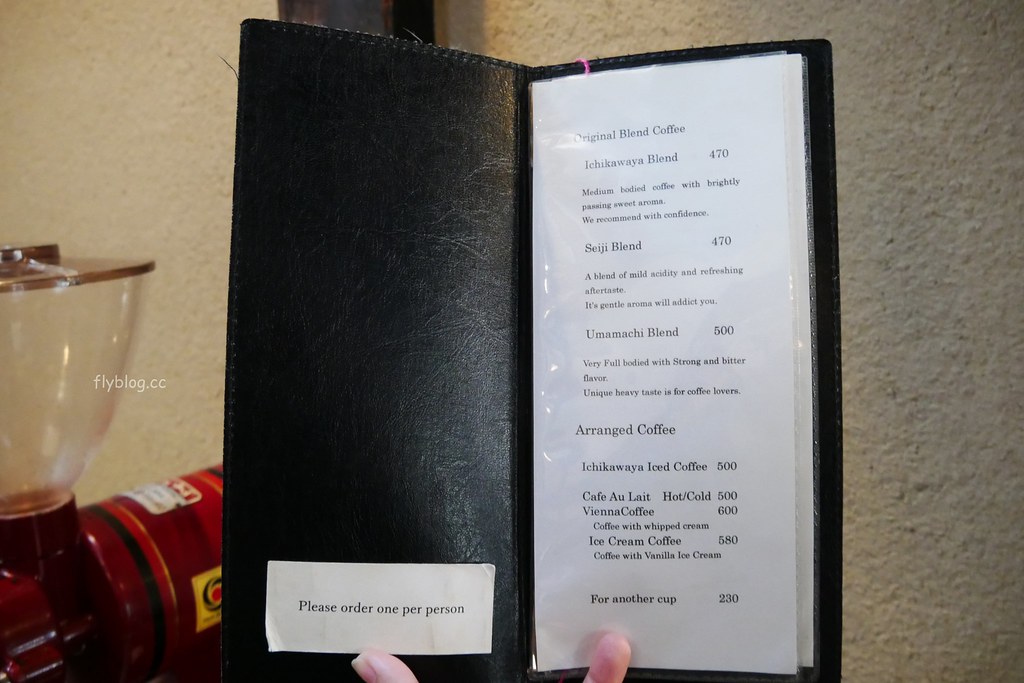 flyblog.cc
Please order one per person
Original Blend Coffee
Ichikawaya Blend 470
Medium bodied coffee with brightly
passing sweet aroma.
We recommend with confidence.
Seiji Blend 470
A blend of mild acidity and refreshing
aftertaste.
It's gentle aroma will addict you.
Umamachi Blend 500
Very Full bodied with Strong and bitter
flavor.
Unique heavy taste is for coffee lovers.
Arranged Coffee
Ichikawaya Iced Coffee 500
Cafe Au Lait Hot/Cold 500
ViennaCoffee 600
Coffee with whipped cream
Ice Cream Coffee 580
Coffee with Vanilla Ice Cream
For another cup 230